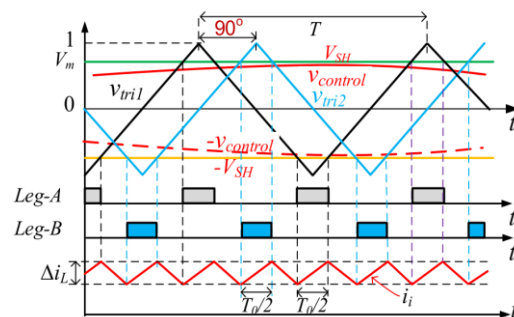 90°
T
1
V_SH
V_m
v_control
v_tri1
v_tri2
0
t
-v_control
-V_SH
Leg-A
t
Leg-B
t
Δi_L
T_0/2
T_0/2
i_i
t